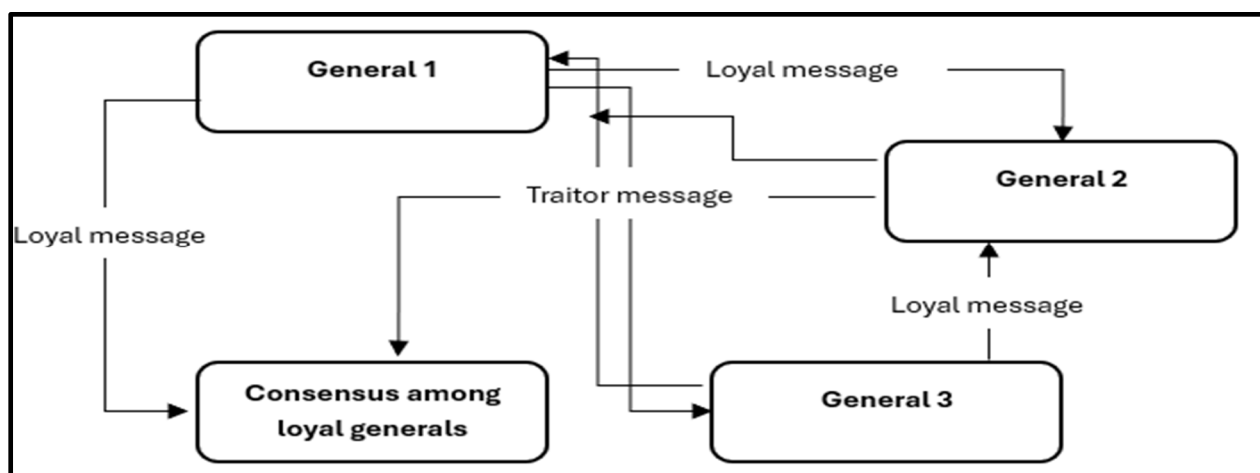 General 1
Loyal message
General 2
Traitor message
Loyal message
Loyal message
Consensus among
loyal generals
General 3